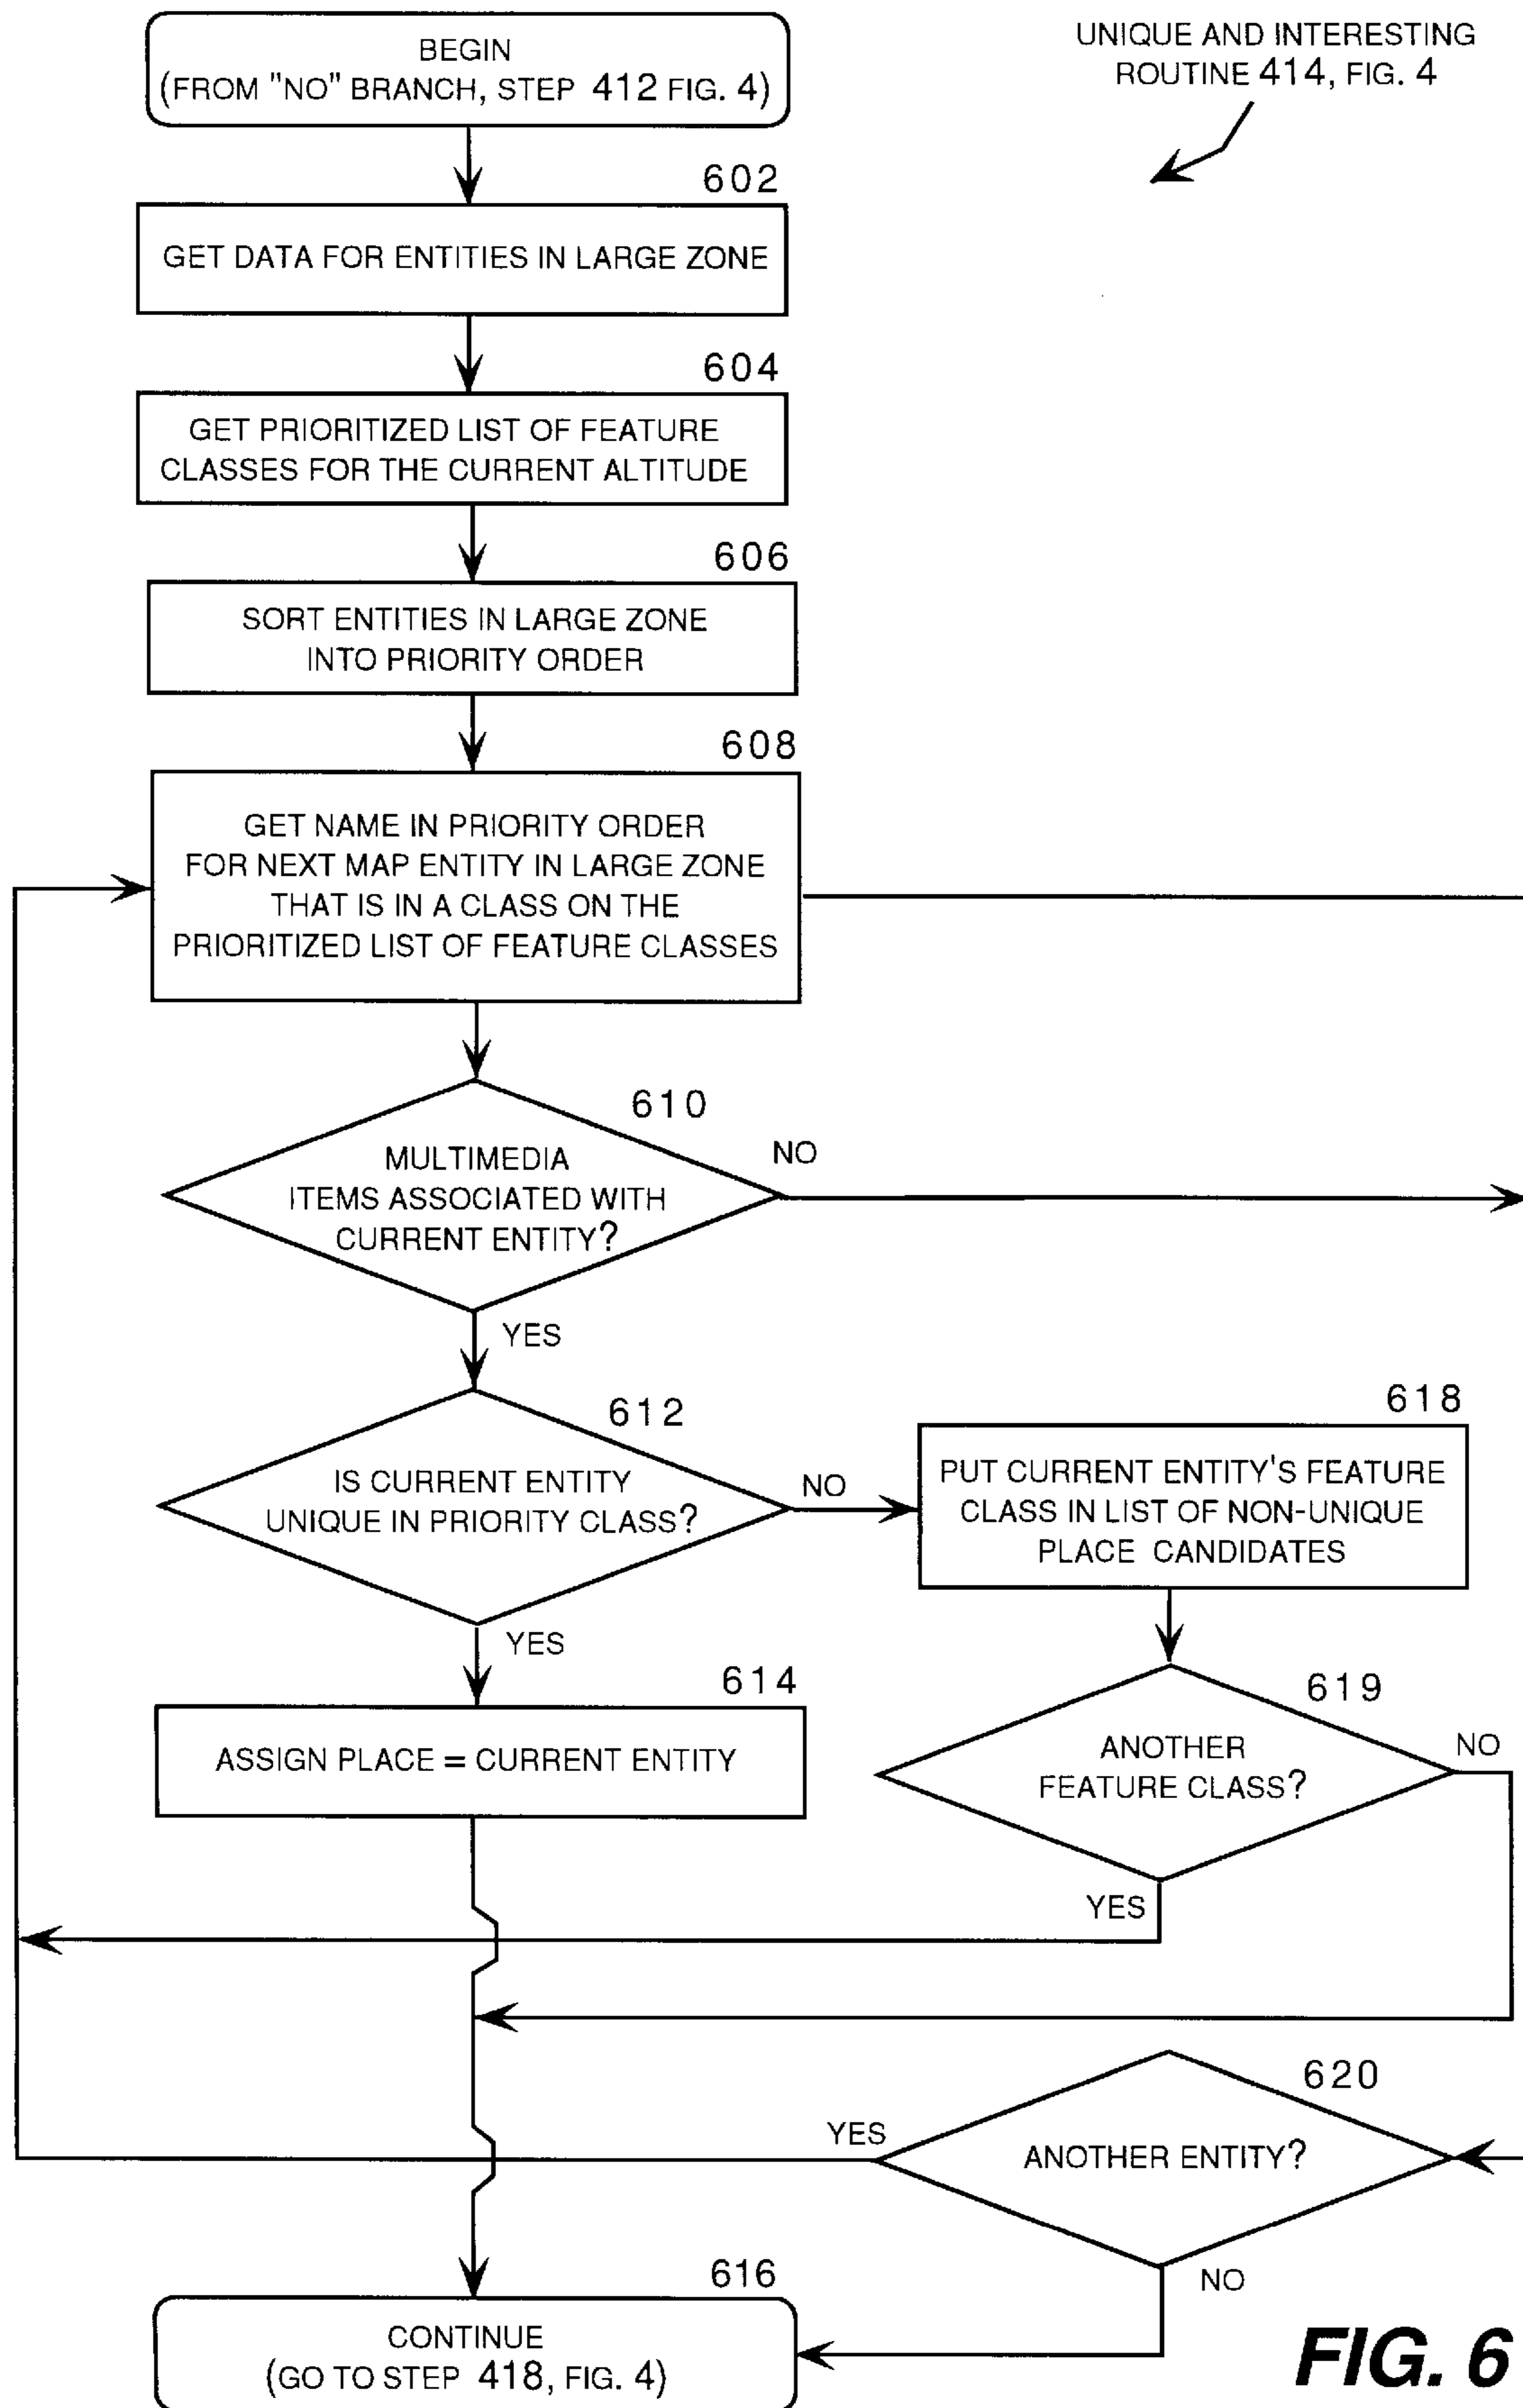 BEGIN
(FROM "NO" BRANCH, STEP 412 FIG. 4)
UNIQUE AND INTERESTING
ROUTINE 414, FIG. 4
602
GET DATA FOR ENTITIES IN LARGE ZONE
604
GET PRIORITIZED LIST OF FEATURE
CLASSES FOR THE CURRENT ALTITUDE
606
SORT ENTITIES IN LARGE ZONE
INTO PRIORITY ORDER
608
GET NAME IN PRIORITY ORDER
FOR NEXT MAP ENTITY IN LARGE ZONE
THAT IS IN A CLASS ON THE
PRIORITIZED LIST OF FEATURE CLASSES
610
MULTIMEDIA
ITEMS ASSOCIATED WITH
CURRENT ENTITY?
NO
YES
612
IS CURRENT ENTITY
UNIQUE IN PRIORITY CLASS?
NO
YES
618
PUT CURRENT ENTITY'S FEATURE
CLASS IN LIST OF NON-UNIQUE
PLACE CANDIDATES
614
ASSIGN PLACE = CURRENT ENTITY
619
ANOTHER
FEATURE CLASS?
NO
YES
620
ANOTHER ENTITY?
YES
NO
616
CONTINUE
(GO TO STEP 418, FIG. 4)
FIG. 6